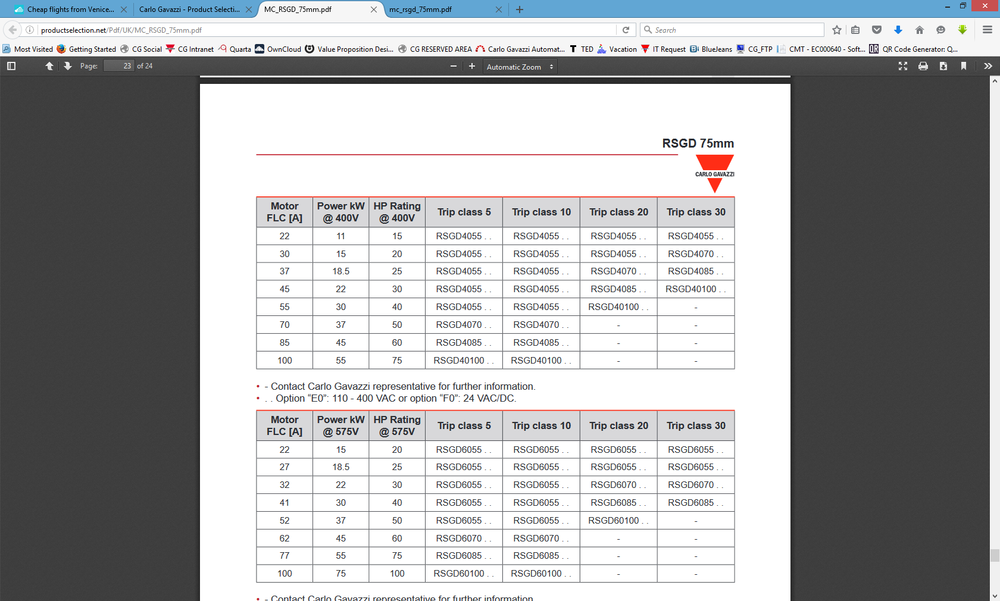 Cheap flights from Venice...
Carlo Gavazzi - Product Selecti...
MC_RSGD_75mm.pdf
mc_rsgd_75mm.pdf
productselection.net/Pdf/UK/MC_RSGD_75mm.pdf
Search
Most Visited Getting Started CG Social CG Intranet Quarta OwnCloud Value Proposition Desi... CG RESERVED AREA Carlo Gavazzi Automat... T TED Vacation IT Request BlueJeans CG_FTP CMT - EC000640 - Soft... QR QR Code Generator: Q...
Page: 23 of 24
Automatic Zoom
RSGD 75mm
CARLO GAVAZZI
Motor FLC [A] Power kW @ 400V HP Rating @ 400V Trip class 5 Trip class 10 Trip class 20 Trip class 30
22 11 15 RSGD4055 . . RSGD4055 . . RSGD4055 . . RSGD4055 . .
30 15 20 RSGD4055 . . RSGD4055 . . RSGD4055 . . RSGD4070 . .
37 18.5 25 RSGD4055 . . RSGD4055 . . RSGD4070 . . RSGD4085 . .
45 22 30 RSGD4055 . . RSGD4055 . . RSGD4085 . . RSGD40100 . .
55 30 40 RSGD4055 . . RSGD4055 . . RSGD40100 . . -
70 37 50 RSGD4070 . . RSGD4070 . . - -
85 45 60 RSGD4085 . . RSGD4085 . . - -
100 55 75 RSGD40100 . . RSGD40100 . . - -
• - Contact Carlo Gavazzi representative for further information.
• . . Option “E0”: 110 - 400 VAC or option “F0”: 24 VAC/DC.
Motor FLC [A] Power kW @ 575V HP Rating @ 575V Trip class 5 Trip class 10 Trip class 20 Trip class 30
22 15 20 RSGD6055 . . RSGD6055 . . RSGD6055 . . RSGD6055 . .
27 18.5 25 RSGD6055 . . RSGD6055 . . RSGD6055 . . RSGD6055 . .
32 22 30 RSGD6055 . . RSGD6055 . . RSGD6070 . . RSGD6070 . .
41 30 40 RSGD6055 . . RSGD6055 . . RSGD6085 . . RSGD6085 . .
52 37 50 RSGD6055 . . RSGD6055 . . RSGD60100 . . -
62 45 60 RSGD6070 . . RSGD6070 . . - -
77 55 75 RSGD6085 . . RSGD6085 . . - -
100 75 100 RSGD60100 . . RSGD60100 . . - -
• - Contact Carlo Gavazzi representative for further information.